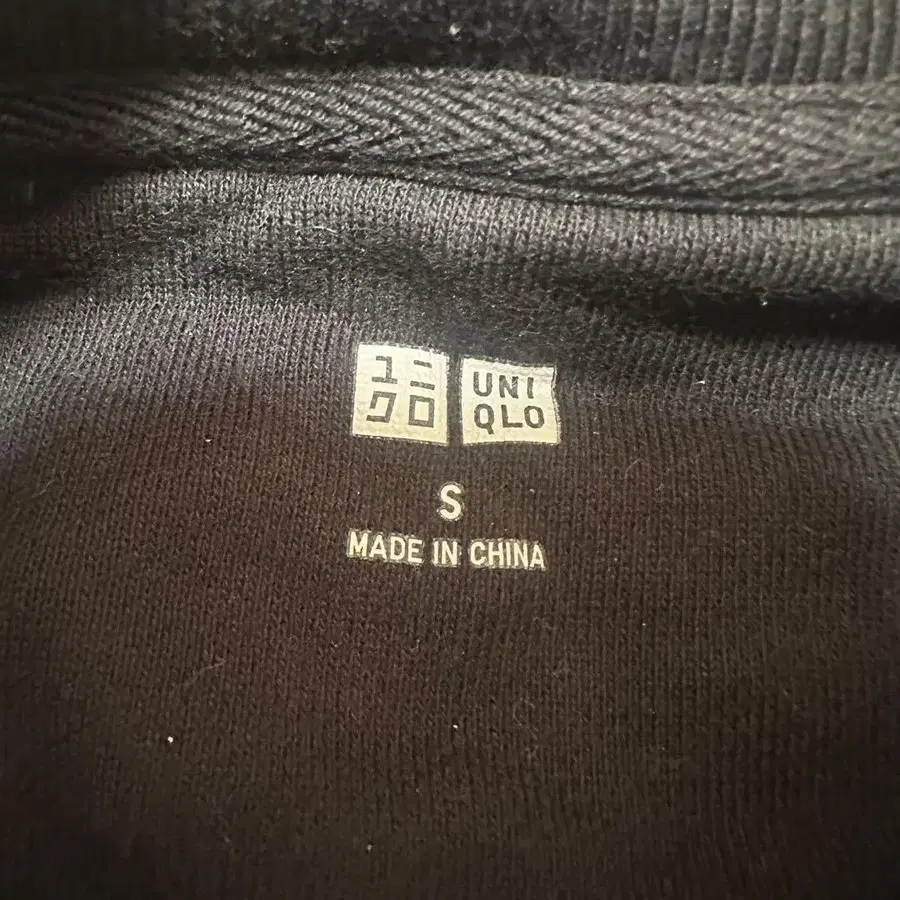 ユニ UNI
クロ QLO
S
MADE IN CHINA